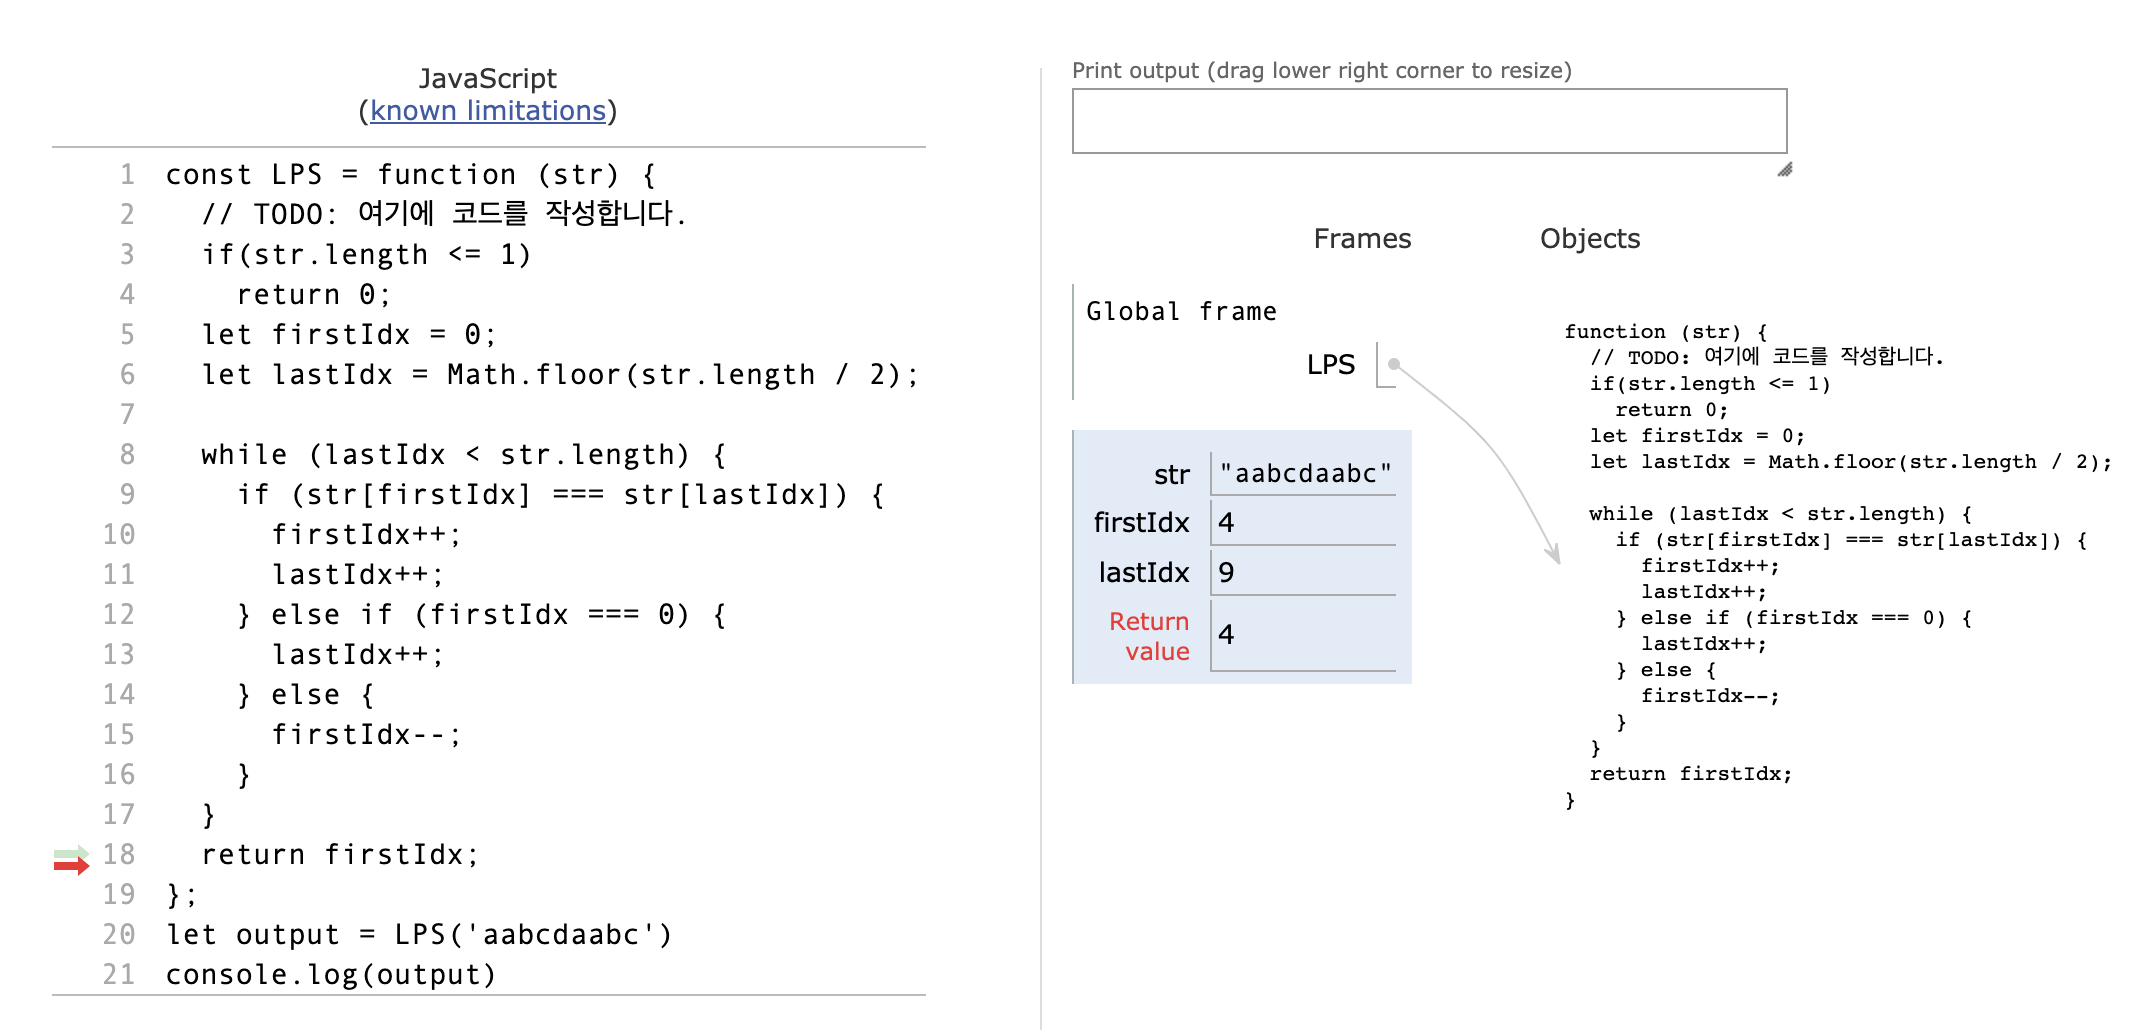 JavaScript
(known limitations)
1 const LPS = function (str) {
2   // TODO: 여기에 코드를 작성합니다.
3   if(str.length <= 1)
4     return 0;
5   let firstIdx = 0;
6   let lastIdx = Math.floor(str.length / 2);
7
8   while (lastIdx < str.length) {
9     if (str[firstIdx] === str[lastIdx]) {
10       firstIdx++;
11       lastIdx++;
12     } else if (firstIdx === 0) {
13       lastIdx++;
14     } else {
15       firstIdx--;
16     }
17   }
18   return firstIdx;
19 };
20 let output = LPS('aabcdaabc')
21 console.log(output)
Print output (drag lower right corner to resize)
Frames Objects
Global frame
LPS
str "aabcdaabc"
firstIdx 4
lastIdx 9
Return
value 4
function (str) {
  // TODO: 여기에 코드를 작성합니다.
  if(str.length <= 1)
    return 0;
  let firstIdx = 0;
  let lastIdx = Math.floor(str.length / 2);

  while (lastIdx < str.length) {
    if (str[firstIdx] === str[lastIdx]) {
      firstIdx++;
      lastIdx++;
    } else if (firstIdx === 0) {
      lastIdx++;
    } else {
      firstIdx--;
    }
  }
  return firstIdx;
}